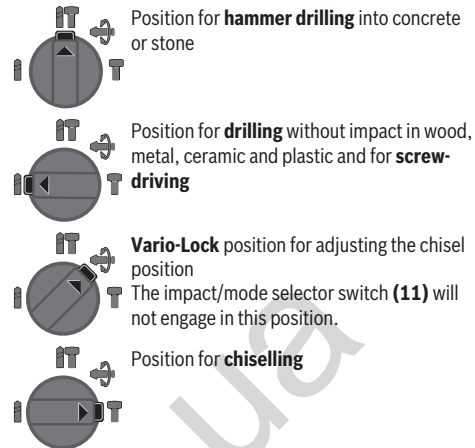 Position for hammer drilling into concrete
or stone
Position for drilling without impact in wood,
metal, ceramic and plastic and for screw-
driving
Vario-Lock position for adjusting the chisel
position
The impact/mode selector switch (11) will
not engage in this position.
Position for chiselling
ua